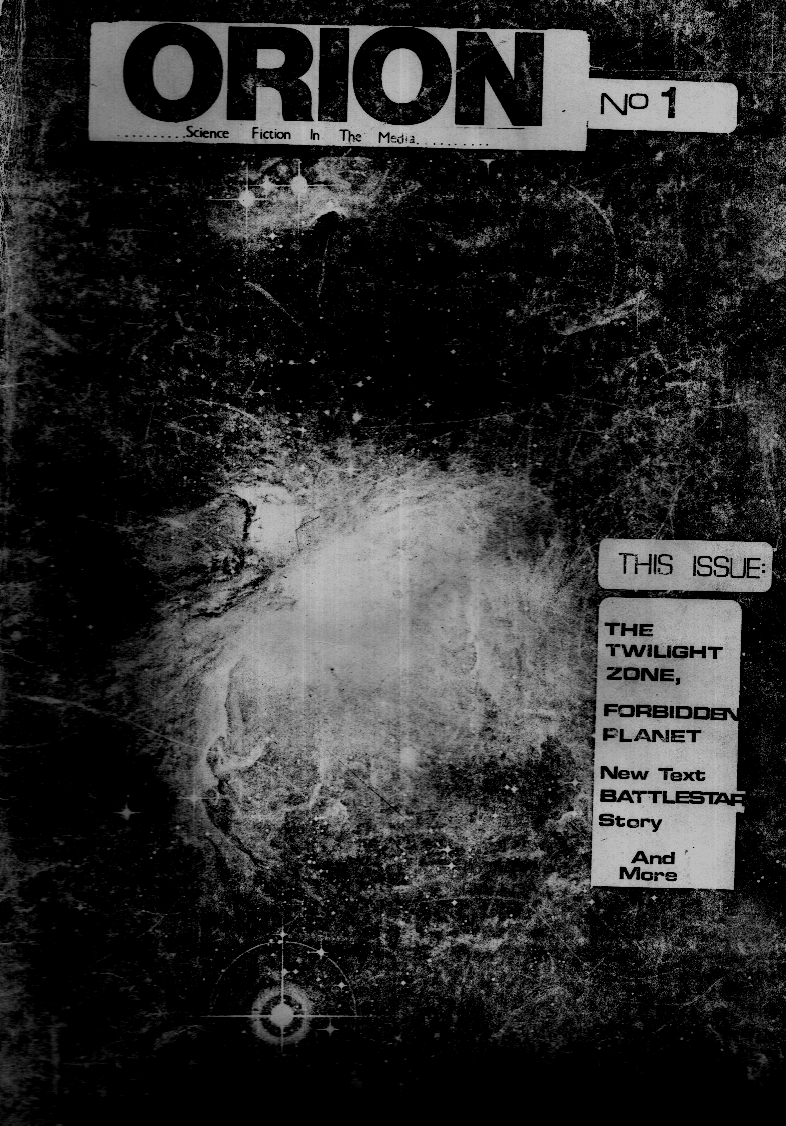 ORION
No 1
.........Science Fiction In The Media..........
THIS ISSUE:
THE
TWILIGHT
ZONE,
FORBIDDEN
PLANET
New Text
BATTLESTAR
Story
And
More